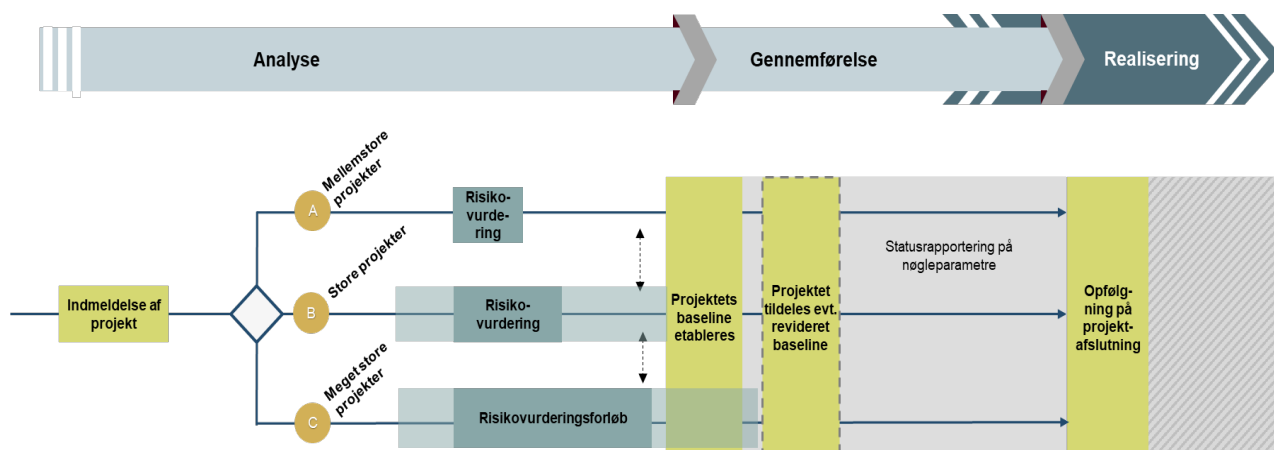 Analyse
Gennemførelse
Realisering
Mellemstore
projekter
A
Risiko-
vurde-
ring
Statusrapportering på
nøgleparametre
Indmeldelse af
projekt
Store projekter
B
Risiko-
vurdering
Projektets
baseline
etableres
Projektet
tildeles evt.
revideret
baseline
Opfølg-
ning på
projekt-
afslutning
Meget store
projekter
C
Risikovurderingsforløb